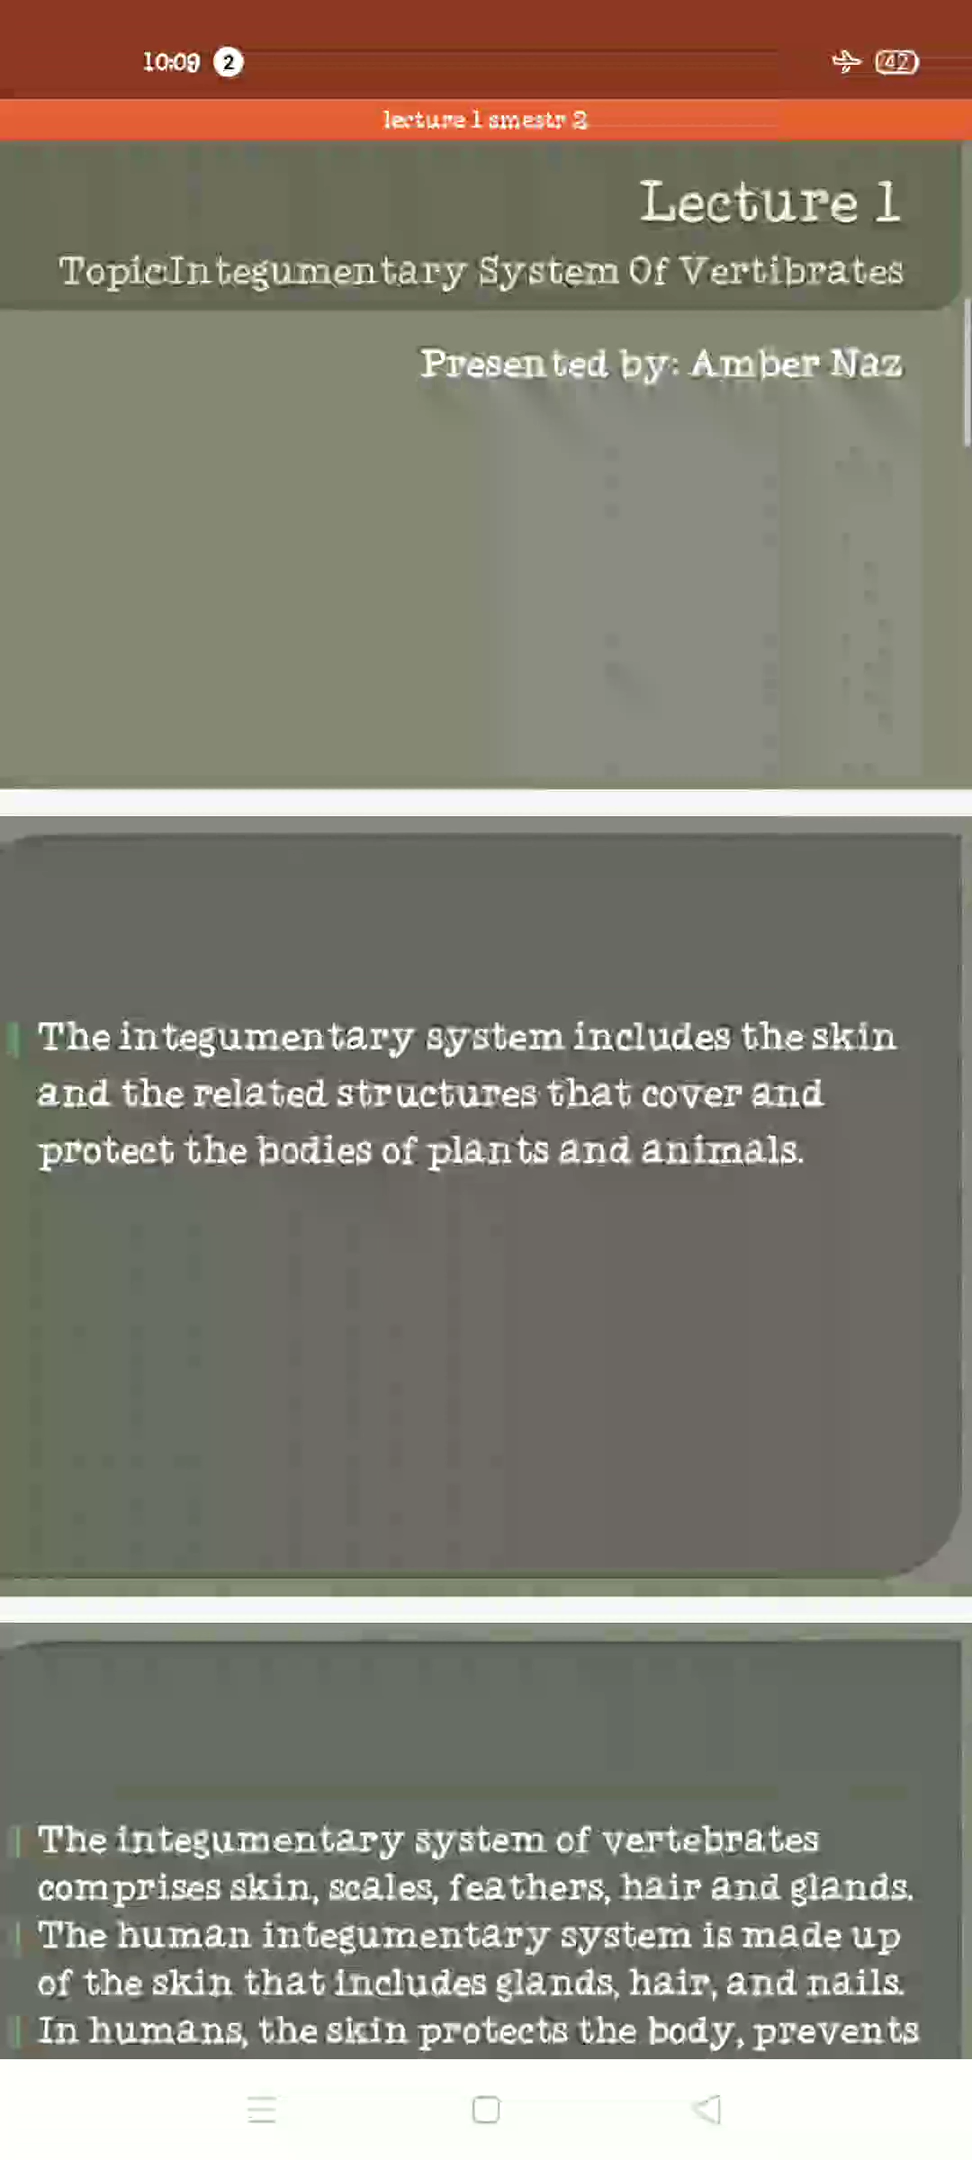 10:09 2 42
lecture 1 smestr 2
Lecture 1
Topic:Integumentary System Of Vertibrates
Presented by: Amber Naz
The integumentary system includes the skin
and the related structures that cover and
protect the bodies of plants and animals.
The integumentary system of vertebrates
comprises skin, scales, feathers, hair and glands.
The human integumentary system is made up
of the skin that includes glands, hair, and nails.
In humans, the skin protects the body, prevents